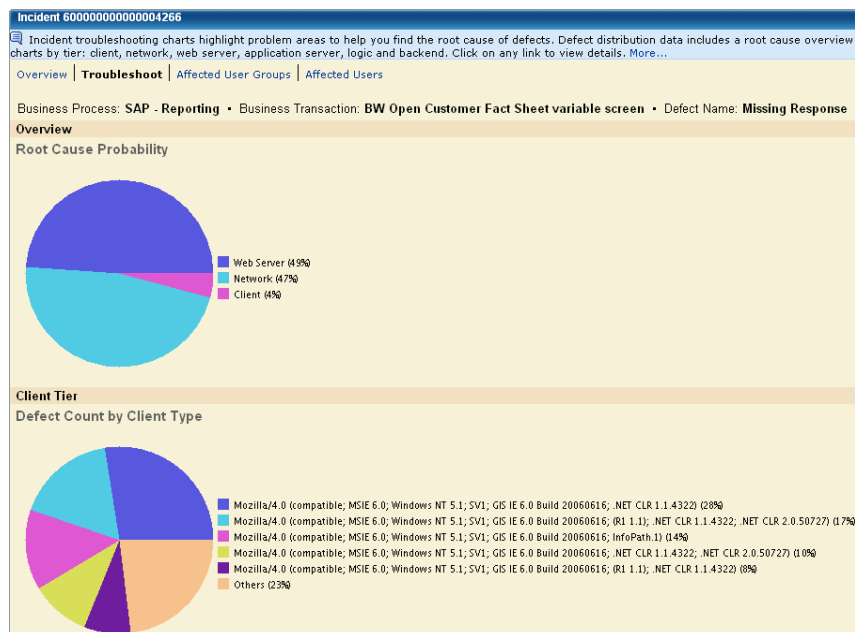 Incident 600000000000004266
Incident troubleshooting charts highlight problem areas to help you find the root cause of defects. Defect distribution data includes a root cause overview
charts by tier: client, network, web server, application server, logic and backend. Click on any link to view details. More...
Overview | Troubleshoot | Affected User Groups | Affected Users
Business Process: SAP - Reporting • Business Transaction: BW Open Customer Fact Sheet variable screen • Defect Name: Missing Response
Overview
Root Cause Probability
Web Server (49%)
Network (47%)
Client (4%)
Client Tier
Defect Count by Client Type
Mozilla/4.0 (compatible; MSIE 6.0; Windows NT 5.1; SV1; GIS IE 6.0 Build 20060616; .NET CLR 1.1.4322) (28%)
Mozilla/4.0 (compatible; MSIE 6.0; Windows NT 5.1; SV1; GIS IE 6.0 Build 20060616; (R1 1.1); .NET CLR 1.1.4322; .NET CLR 2.0.50727) (17%)
Mozilla/4.0 (compatible; MSIE 6.0; Windows NT 5.1; SV1; GIS IE 6.0 Build 20060616; InfoPath.1) (14%)
Mozilla/4.0 (compatible; MSIE 6.0; Windows NT 5.1; SV1; GIS IE 6.0 Build 20060616; .NET CLR 1.1.4322; .NET CLR 2.0.50727) (10%)
Mozilla/4.0 (compatible; MSIE 6.0; Windows NT 5.1; SV1; GIS IE 6.0 Build 20060616; (R1 1.1); .NET CLR 1.1.4322) (8%)
Others (23%)